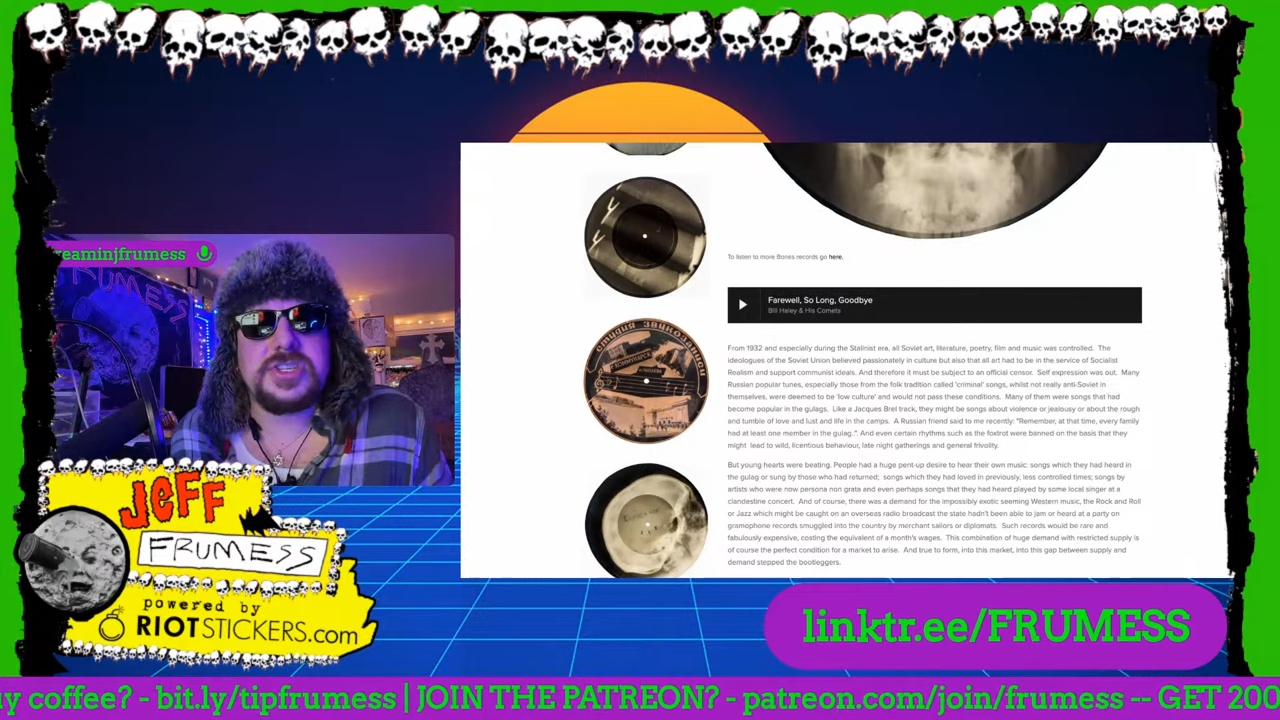 reaminjfrumess
FRUMESS
To listen to more Bones records go here.
Farewell, So Long, Goodbye
Bill Haley & His Comets
СТУДИЯ ЗВУКОЗАПИСИ
From 1932 and especially during the Stalinist era, all Soviet art, literature, poetry, film and music was controlled. The
ideologues of the Soviet Union believed passionately in culture but also that all art had to be in the service of Socialist
Realism and support communist ideals. And therefore it must be subject to an official censor. Self expression was out. Many
Russian popular tunes, especially those from the folk tradition called 'criminal' songs, whilst not really anti-Soviet in
themselves, were deemed to be 'low culture' and would not pass these conditions. Many of them were songs that had
become popular in the gulags. Like a Jacques Brel track, they might be songs about violence or jealousy or about the rough
and tumble of love and lust and life in the camps. A Russian friend said to me recently: "Remember, at that time, every family
had at least one member in the gulag.". And even certain rhythms such as the foxtrot were banned on the basis that they
might lead to wild, licentious behaviour, late night gatherings and general frivolity.
But young hearts were beating. People had a huge pent-up desire to hear their own music: songs which they had heard in
the gulag or sung by those who had returned; songs which they had loved in previously, less controlled times; songs by
artists who were now persona non grata and even perhaps songs that they had heard played by some local singer at a
clandestine concert. And of course, there was a demand for the impossibly exotic seeming Western music, the Rock and Roll
or Jazz which might be caught on an overseas radio broadcast the state hadn't been able to jam or heard at a party on
gramophone records smuggled into the country by merchant sailors or diplomats. Such records would be rare and
fabulously expensive, costing the equivalent of a month's wages. This combination of huge demand with restricted supply is
of course the perfect condition for a market to arise. And true to form, into this market, into this gap between supply and
demand stepped the bootleggers.
JEFF
FRUMESS
powered by
RIOTSTICKERS.com
linktr.ee/FRUMESS
uy coffee? - bit.ly/tipfrumess | JOIN THE PATREON? - patreon.com/join/frumess -- GET 200